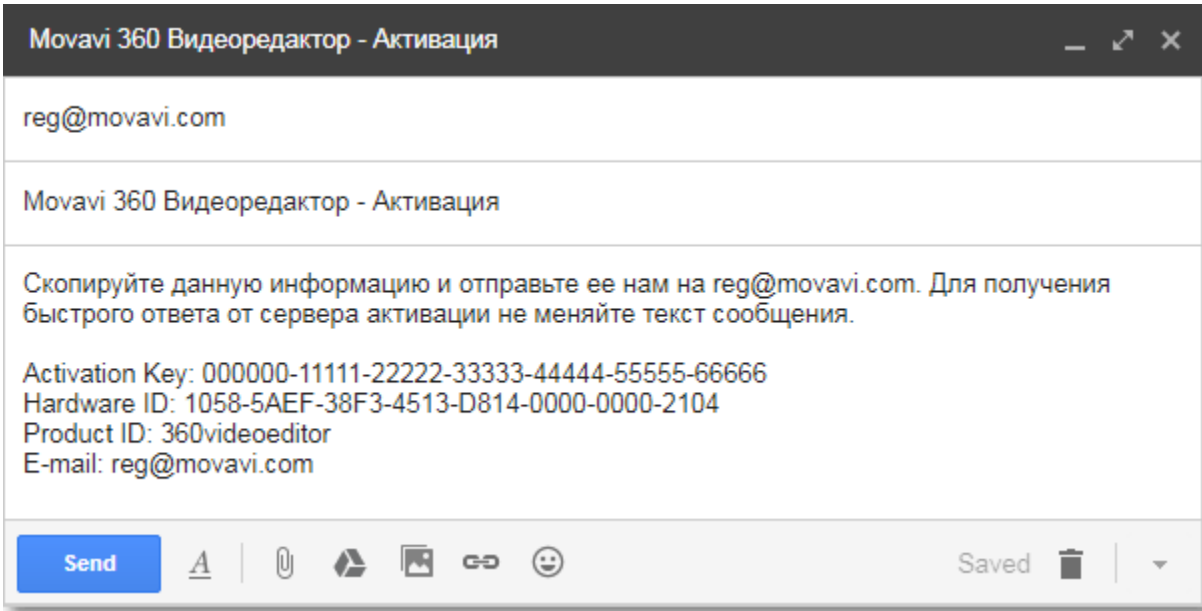 Movavi 360 Видеоредактор - Активация
reg@movavi.com
Movavi 360 Видеоредактор - Активация
Скопируйте данную информацию и отправьте ее нам на reg@movavi.com. Для получения
быстрого ответа от сервера активации не меняйте текст сообщения.
Activation Key: 000000-11111-22222-33333-44444-55555-66666
Hardware ID: 1058-5AEF-38F3-4513-D814-0000-0000-2104
Product ID: 360videoeditor
E-mail: reg@movavi.com
Send A Saved